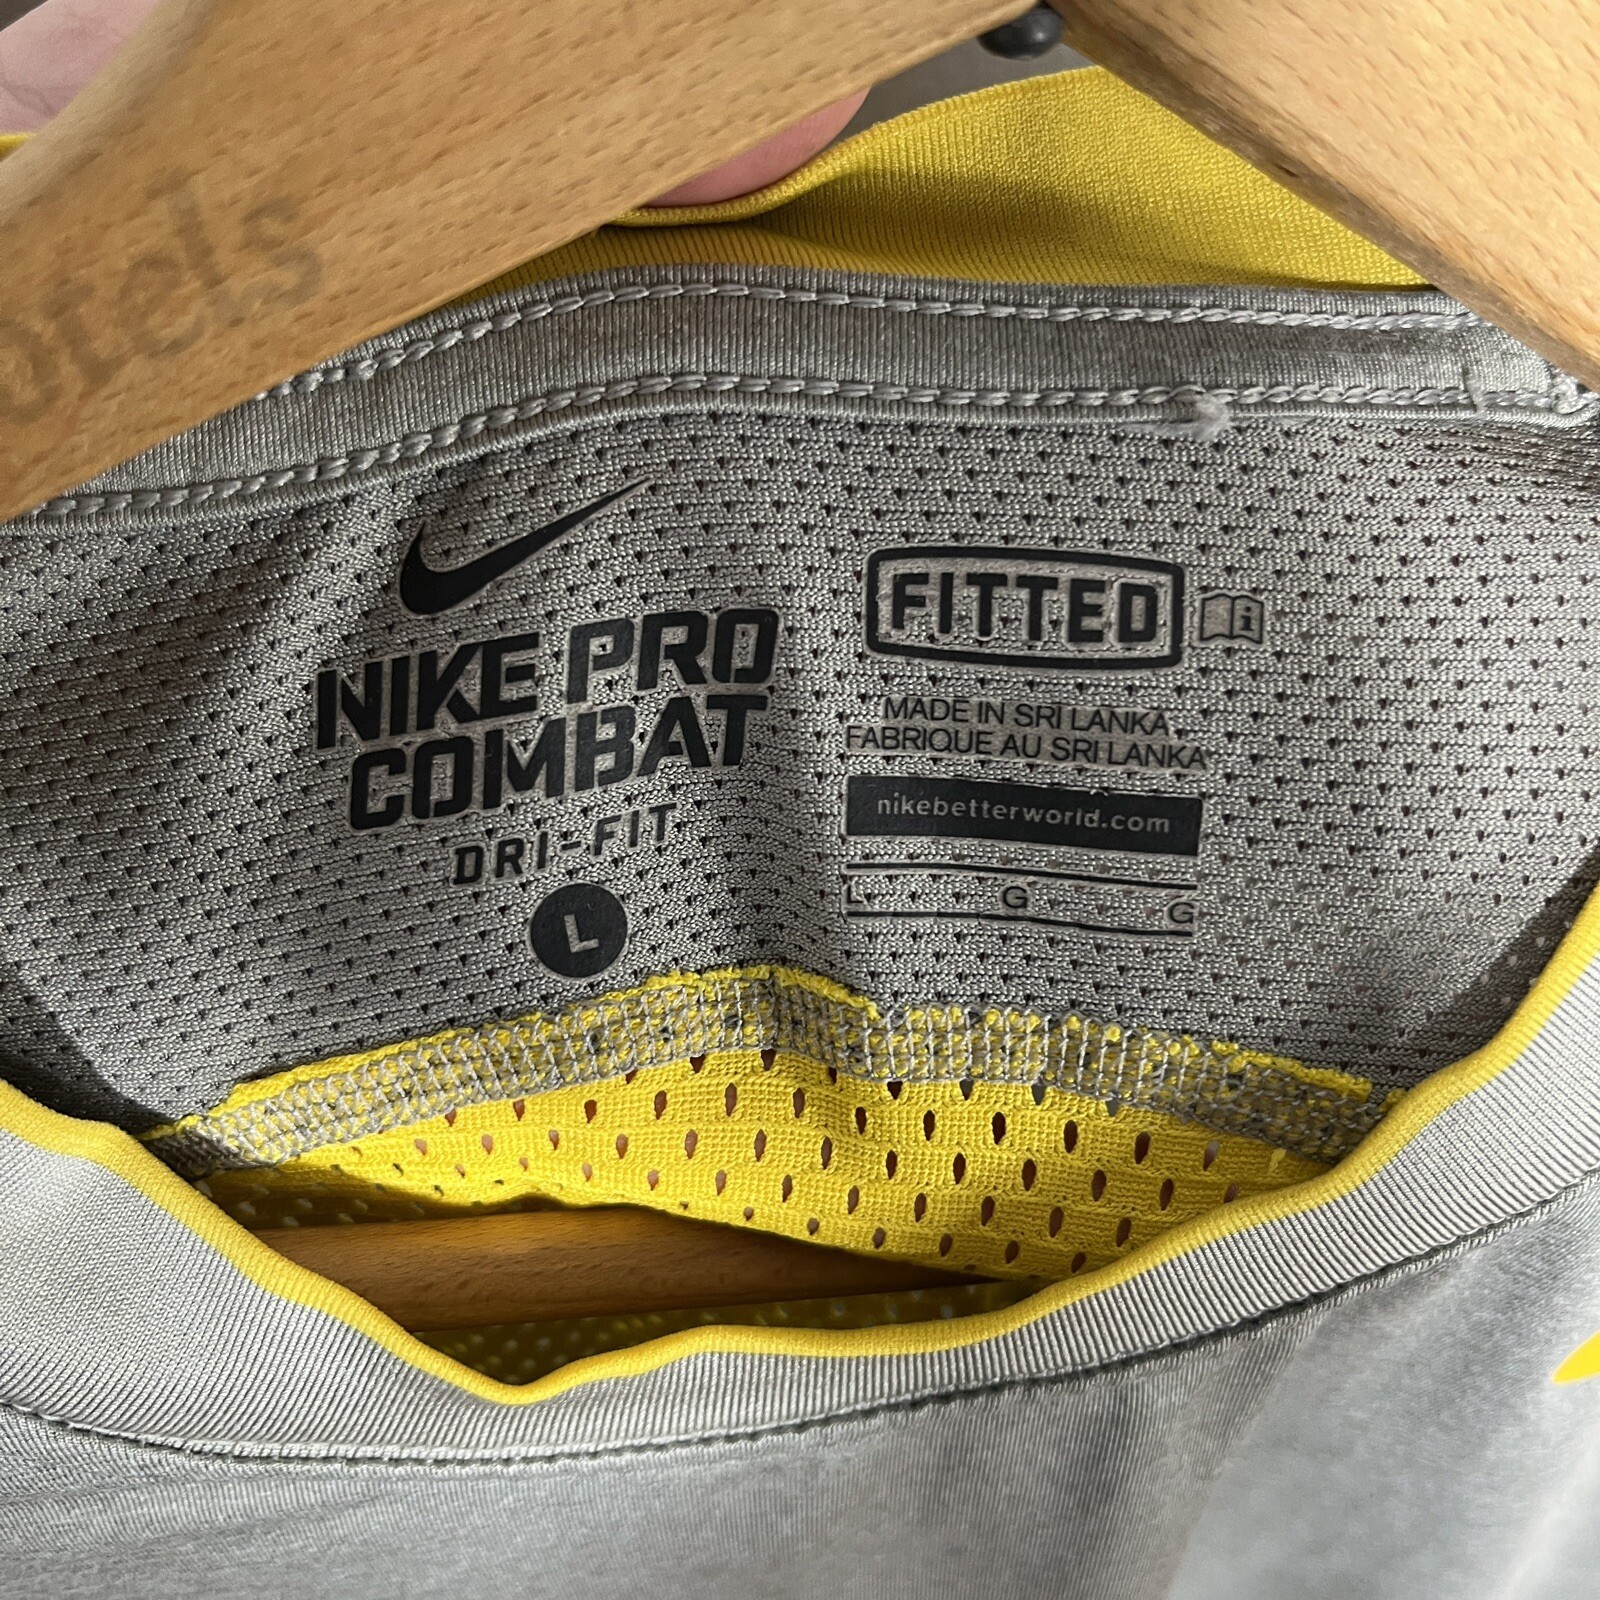 NIKE PRO
COMBAT
DRI-FIT
L
FITTED
MADE IN SRI LANKA
FABRIQUE AU SRI LANKA
nikebetterworld.com
L G G